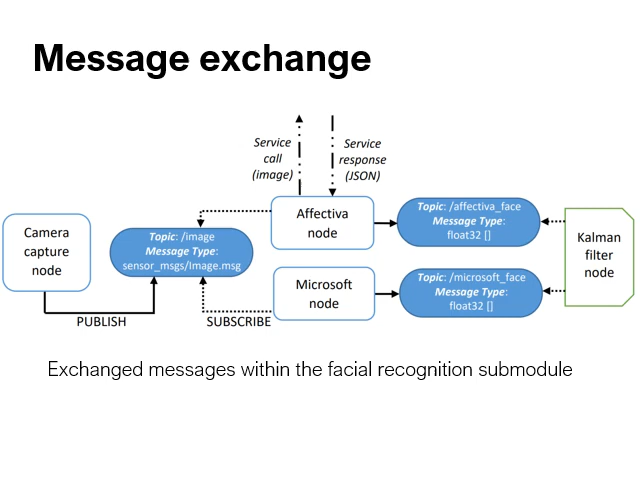 Message exchange
Service
call
(image)
Service
response
(JSON)
Camera
capture
node
Topic: /image
Message Type:
sensor_msgs/Image.msg
Affectiva
node
Microsoft
node
Topic: /affectiva_face
Message Type:
float32 []
Topic: /microsoft_face
Message Type:
float32 []
Kalman
filter
node
PUBLISH
SUBSCRIBE
Exchanged messages within the facial recognition submodule